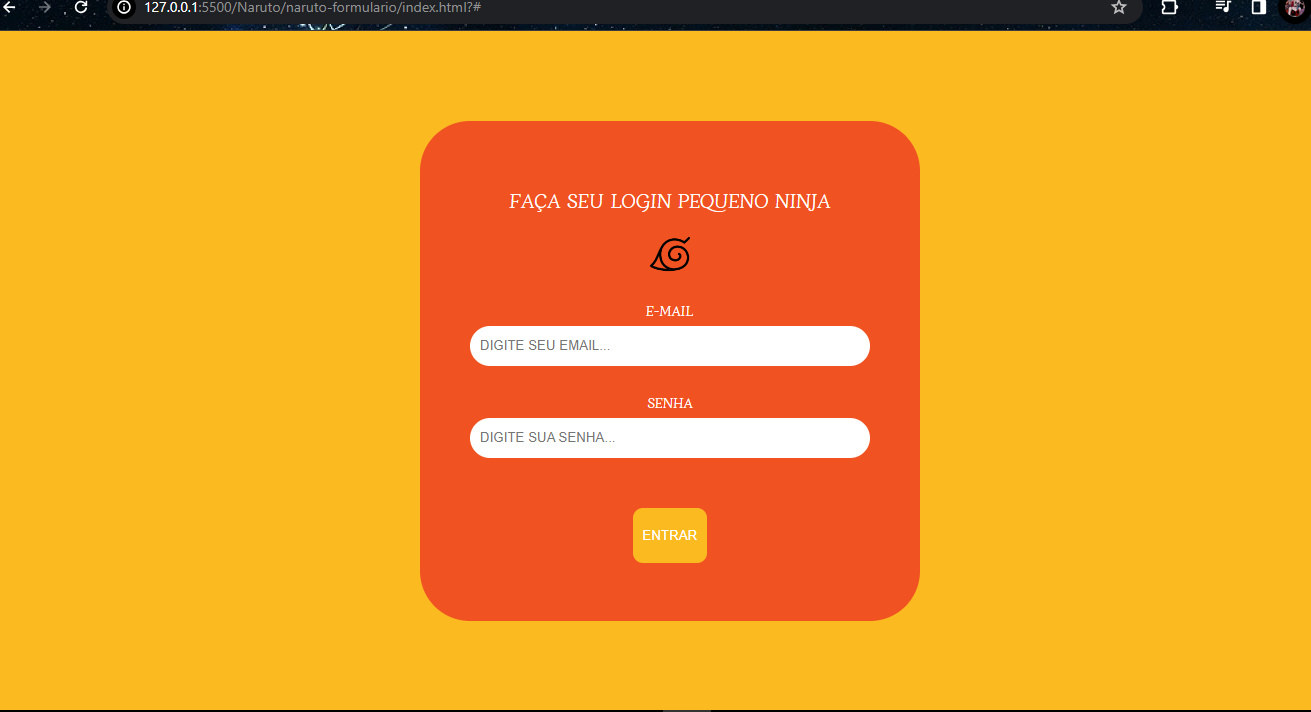 127.0.0.1:5500/Naruto/naruto-formulario/index.html?#
FAÇA SEU LOGIN PEQUENO NINJA
E-MAIL
DIGITE SEU EMAIL...
SENHA
DIGITE SUA SENHA...
ENTRAR